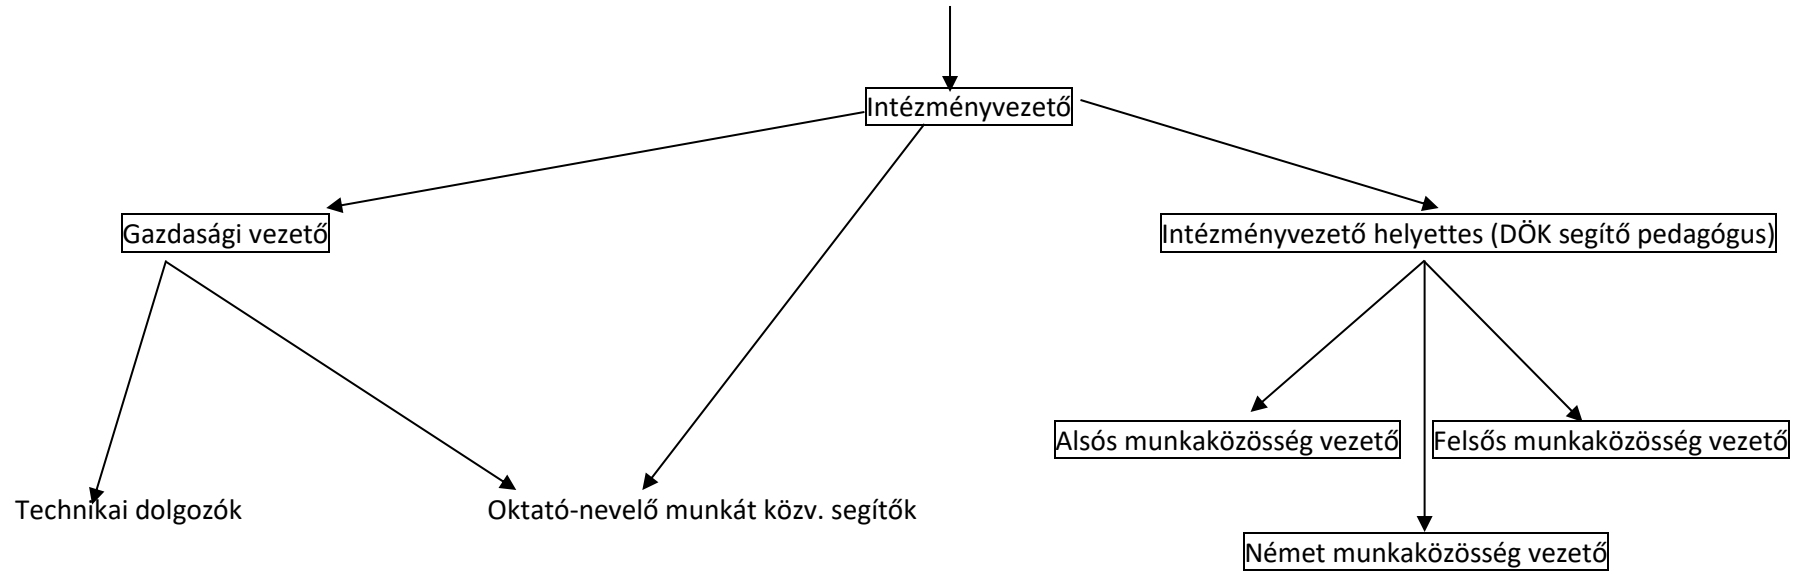 Intézményvezető
Gazdasági vezető
Intézményvezető helyettes (DÖK segítő pedagógus)
Alsós munkaközösség vezető
Felsős munkaközösség vezető
Technikai dolgozók
Oktató-nevelő munkát közv. segítők
Német munkaközösség vezető